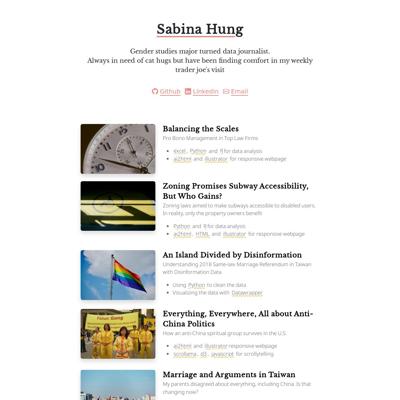 Sabina Hung
Gender studies major turned data journalist.
Always in need of cat hugs but have been finding comfort in my weekly
trader joe's visit
Github LinkedIn Email
Balancing the Scales
Pro Bono Management in Top Law Firms
excel, Python and R for data analysis
ai2html and illustrator for responsive webpage
Zoning Promises Subway Accessibility,
But Who Gains?
Zoning laws aimed to make subways accessible to disabled users.
In reality, only the property owners benefit
Python and R for data analysis
ai2html, HTML and illustrator for responsive webpage
An Island Divided by Disinformation
Understanding 2018 Same-sex Marriage Referendum in Taiwan
with Disinformation Data
Using Python to clean the data
Visualizing the data with Datawrapper
Everything, Everywhere, All about Anti-
China Politics
How an anti-China spiritual group survives in the U.S.
ai2html and illustrator for responsive webpage
scrollama, d3, javascript for scrollytelling
Marriage and Arguments in Taiwan
My parents disagreed about everything, including China. Is that
changing now?